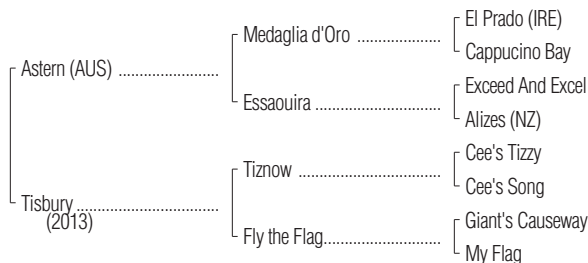 El Prado (IRE)
Medaglia d'Oro ....................
Cappucino Bay
Astern (AUS) ....................
Exceed And Excel
Essaouira ....................
Alizes (NZ)
Cee's Tizzy
Tiznow ....................
Cee's Song
Tisbury ....................
(2013)
Giant's Causeway
Fly the Flag....................
My Flag